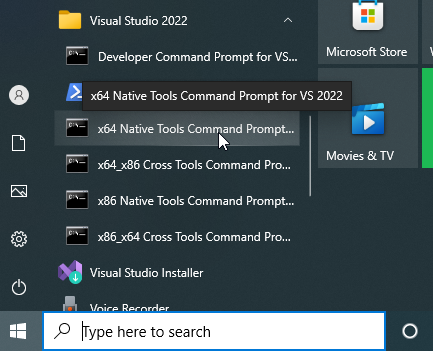 Visual Studio 2022
Microsoft Store
Developer Command Prompt for VS...
x64 Native Tools Command Prompt for VS 2022
x64 Native Tools Command Prompt...
Movies & TV
x64_x86 Cross Tools Command Pro...
x86 Native Tools Command Prompt...
x86_x64 Cross Tools Command Pro...
Visual Studio Installer
Voice Recorder
Type here to search